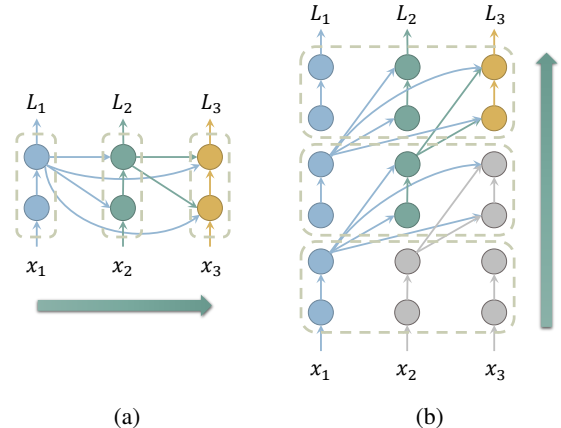 L₁ L₂ L₃
x₁ x₂ x₃
(a)
L₁ L₂ L₃
x₁ x₂ x₃
(b)